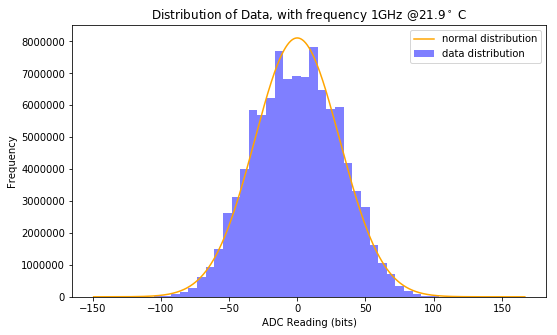 Distribution of Data, with frequency 1GHz @21.9° C
normal distribution
data distribution
Frequency
8000000
7000000
6000000
5000000
4000000
3000000
2000000
1000000
0
−150 −100 −50 0 50 100 150
ADC Reading (bits)